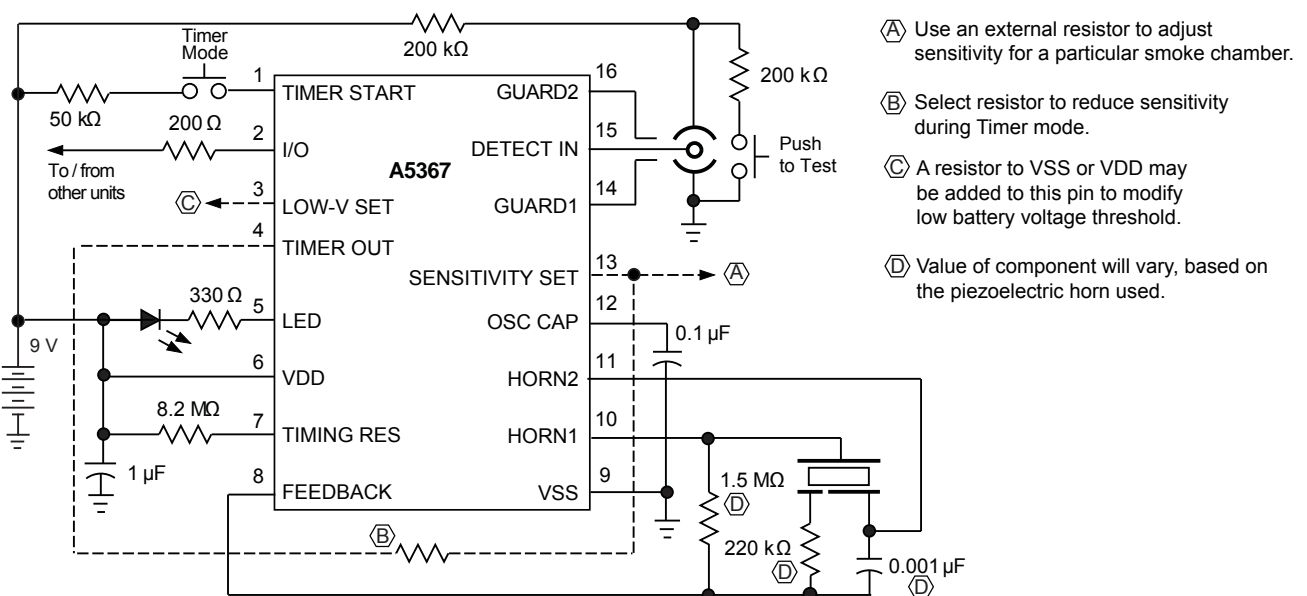 200 kΩ
Timer
Mode
50 kΩ
1
TIMER START
200 Ω
2
I/O
To / from
other units
A5367
C
3
LOW-V SET
4
TIMER OUT
330 Ω
5
LED
9 V
6
VDD
8.2 MΩ
7
TIMING RES
1 µF
8
FEEDBACK
B
16
GUARD2
15
DETECT IN
14
GUARD1
200 kΩ
Push
to Test
13
SENSITIVITY SET
A
12
OSC CAP
0.1 µF
11
HORN2
10
HORN1
9
VSS
1.5 MΩ
D
220 kΩ
D
0.001 µF
D
A Use an external resistor to adjust
sensitivity for a particular smoke chamber.
B Select resistor to reduce sensitivity
during Timer mode.
C A resistor to VSS or VDD may
be added to this pin to modify
low battery voltage threshold.
D Value of component will vary, based on
the piezoelectric horn used.